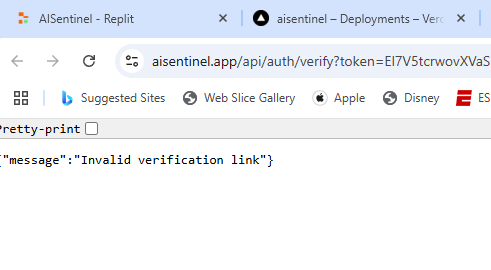 AISentinel - Replit
aisentinel – Deployments – Verc
aisentinel.app/api/auth/verify?token=EI7V5tcrwovXVaS
Suggested Sites
Web Slice Gallery
Apple
Disney
ES
Pretty-print
{"message":"Invalid verification link"}